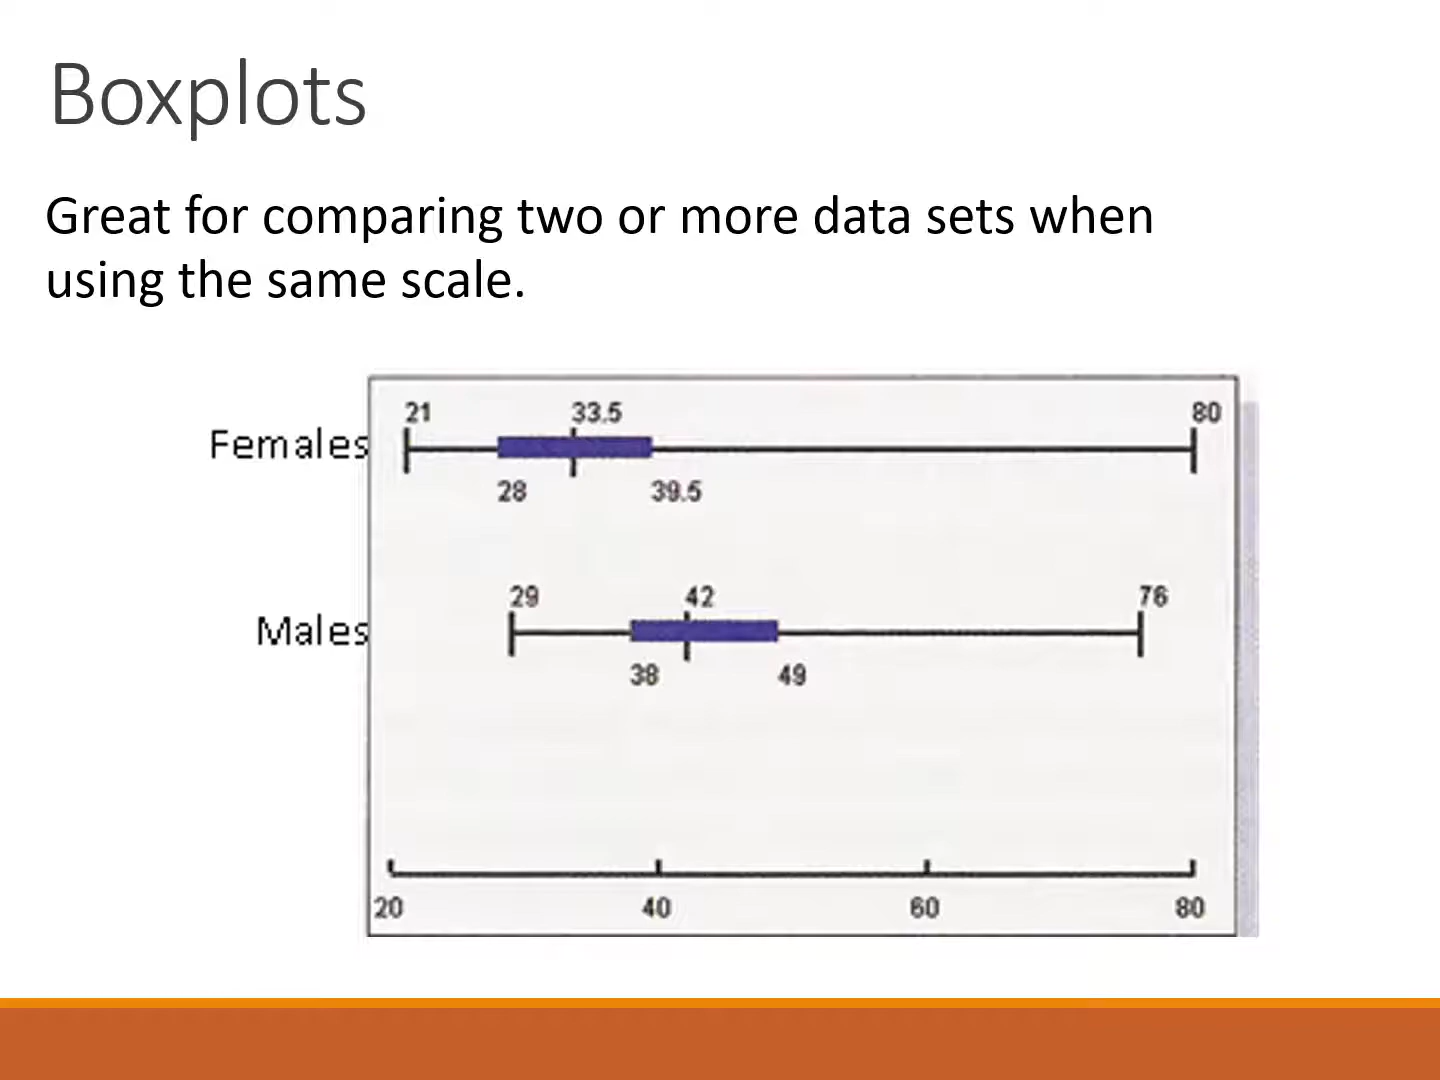 Boxplots
Great for comparing two or more data sets when
using the same scale.
21 33.5 80
Females
28 39.5
29 42 76
Males
38 49
20 40 60 80